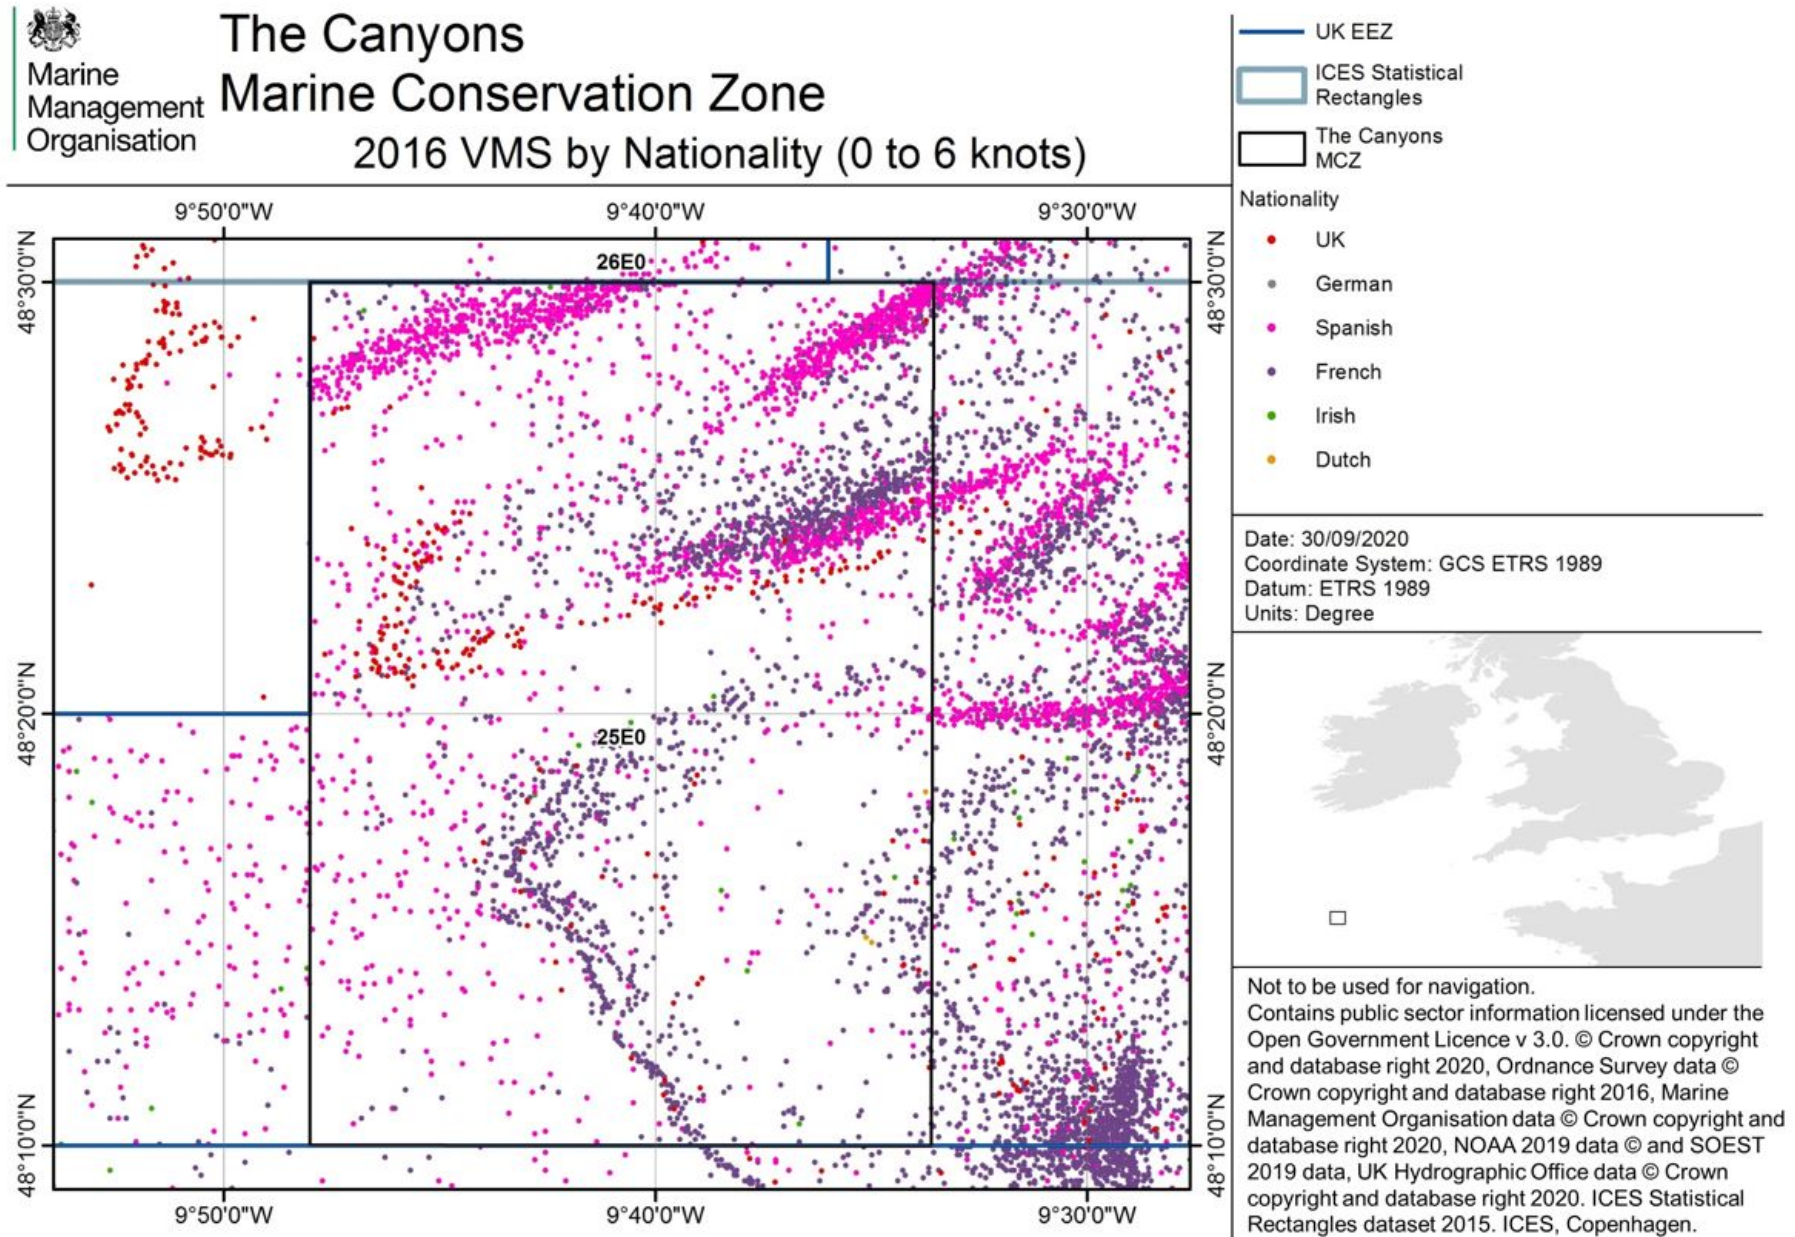 Marine
Management
Organisation
The Canyons
Marine Conservation Zone
2016 VMS by Nationality (0 to 6 knots)
9°50'0"W
9°40'0"W
9°30'0"W
48°30'0"N
48°30'0"N
26E0
48°20'0"N
48°20'0"N
25E0
48°10'0"N
48°10'0"N
9°50'0"W
9°40'0"W
9°30'0"W
UK EEZ
ICES Statistical
Rectangles
The Canyons
MCZ
Nationality
UK
German
Spanish
French
Irish
Dutch
Date: 30/09/2020
Coordinate System: GCS ETRS 1989
Datum: ETRS 1989
Units: Degree
Not to be used for navigation.
Contains public sector information licensed under the
Open Government Licence v 3.0. © Crown copyright
and database right 2020, Ordnance Survey data ©
Crown copyright and database right 2016, Marine
Management Organisation data © Crown copyright and
database right 2020, NOAA 2019 data © and SOEST
2019 data, UK Hydrographic Office data © Crown
copyright and database right 2020. ICES Statistical
Rectangles dataset 2015. ICES, Copenhagen.